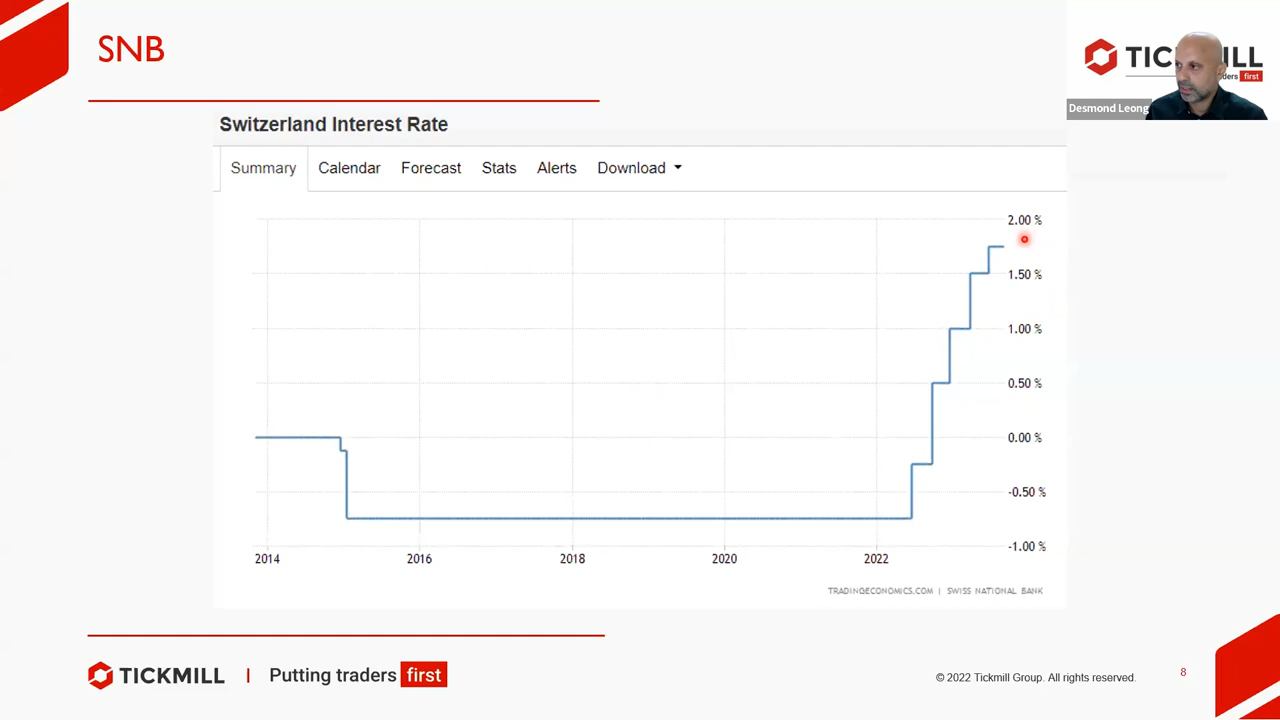 SNB
TICKMILL
ders first
Desmond Leong
Switzerland Interest Rate
Summary Calendar Forecast Stats Alerts Download
2.00 %
1.50 %
1.00 %
0.50 %
0.00 %
-0.50 %
-1.00 %
2014 2016 2018 2020 2022
TRADINGECONOMICS.COM | SWISS NATIONAL BANK
TICKMILL | Putting traders first
© 2022 Tickmill Group. All rights reserved.
8